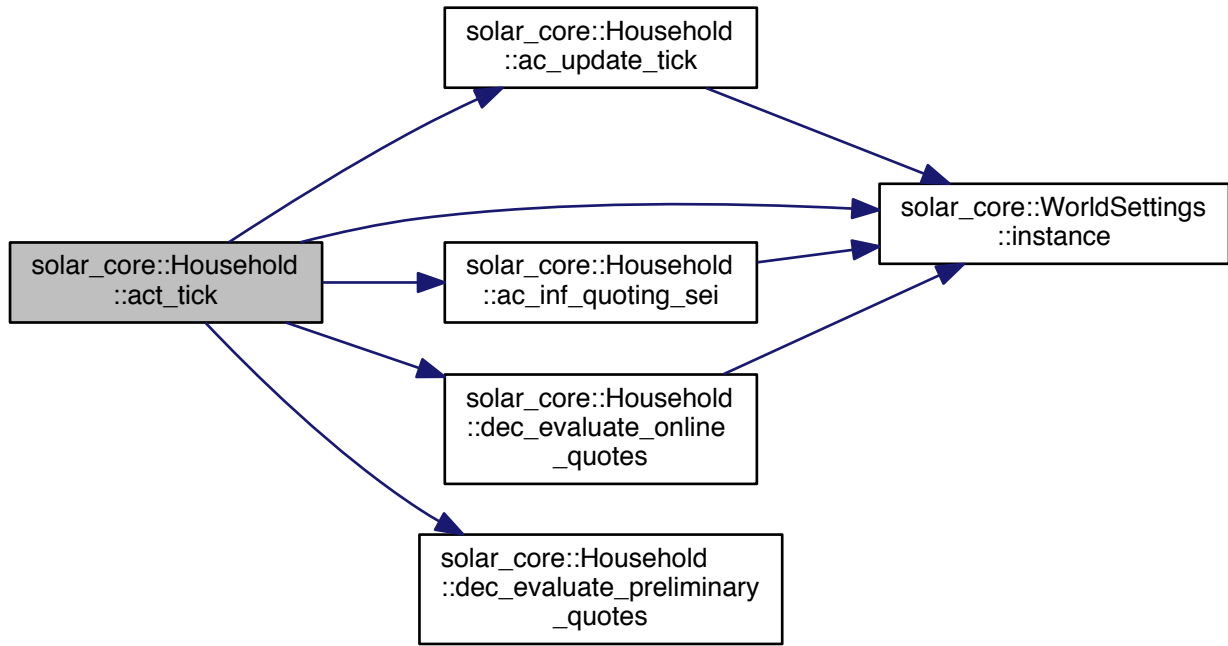 solar_core::Household
::ac_update_tick
solar_core::WorldSettings
::instance
solar_core::Household
::act_tick
solar_core::Household
::ac_inf_quoting_sei
solar_core::Household
::dec_evaluate_online
_quotes
solar_core::Household
::dec_evaluate_preliminary
_quotes